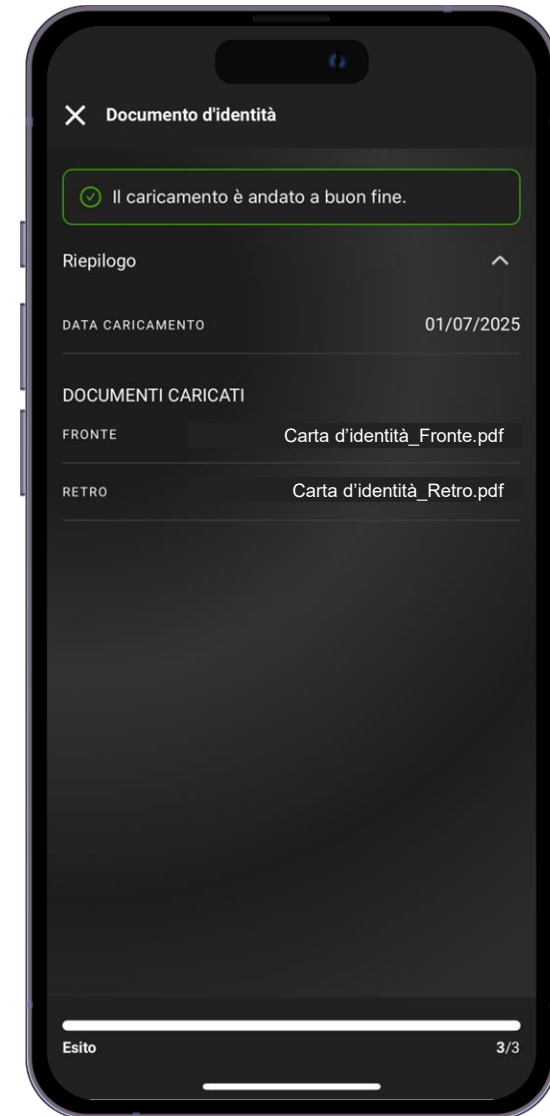 Documento d'identità
Il caricamento è andato a buon fine.
Riepilogo
DATA CARICAMENTO 01/07/2025
DOCUMENTI CARICATI
FRONTE Carta d’identità_Fronte.pdf
RETRO Carta d’identità_Retro.pdf
Esito 3/3